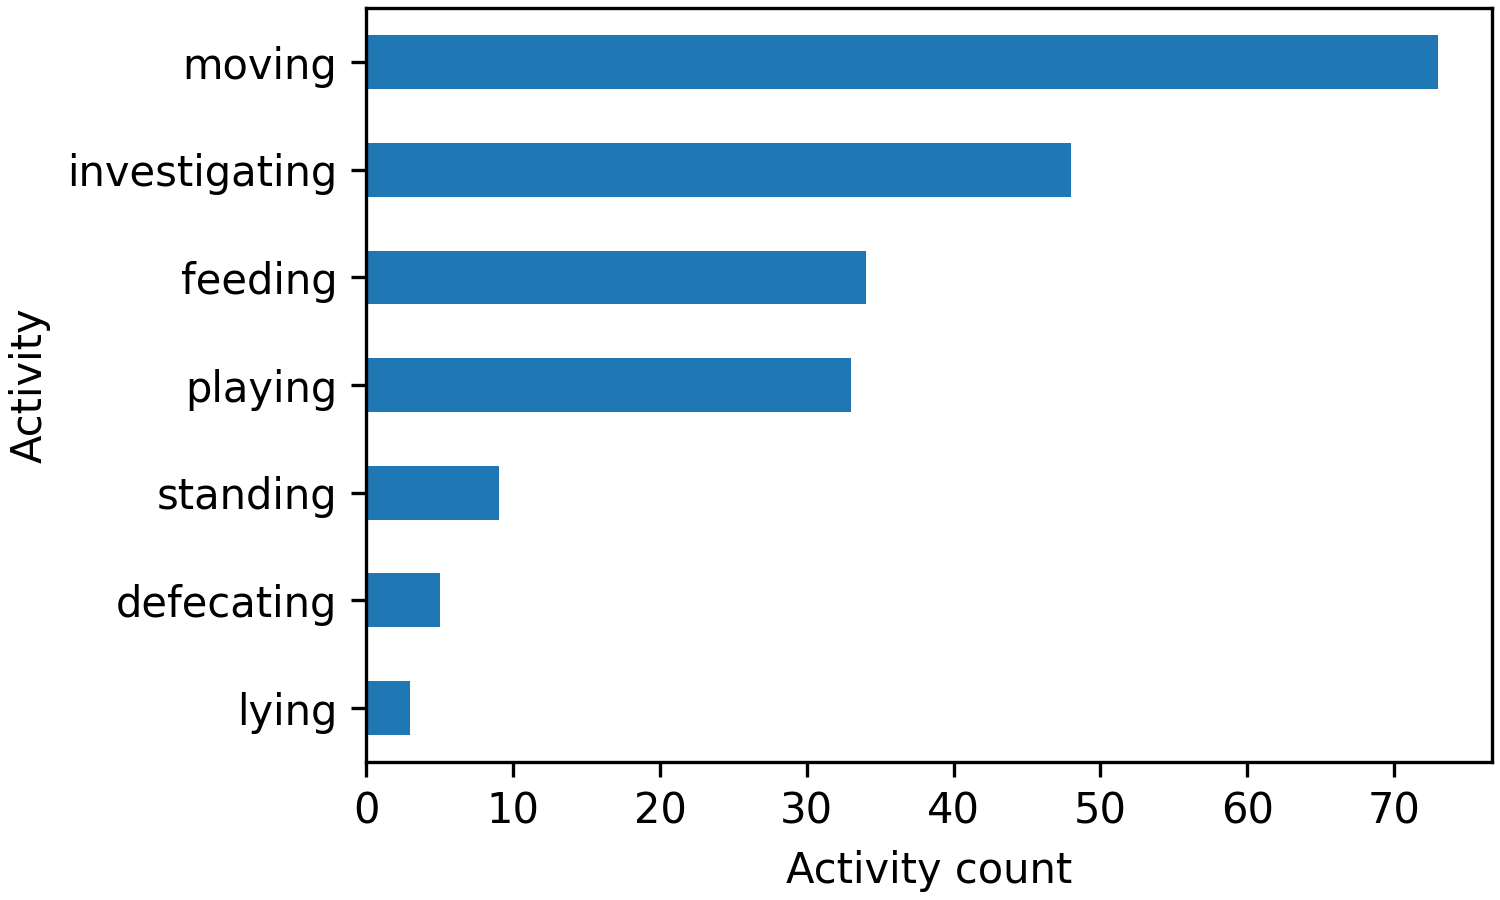 moving
investigating
feeding
playing
standing
defecating
lying
Activity
0 10 20 30 40 50 60 70
Activity count